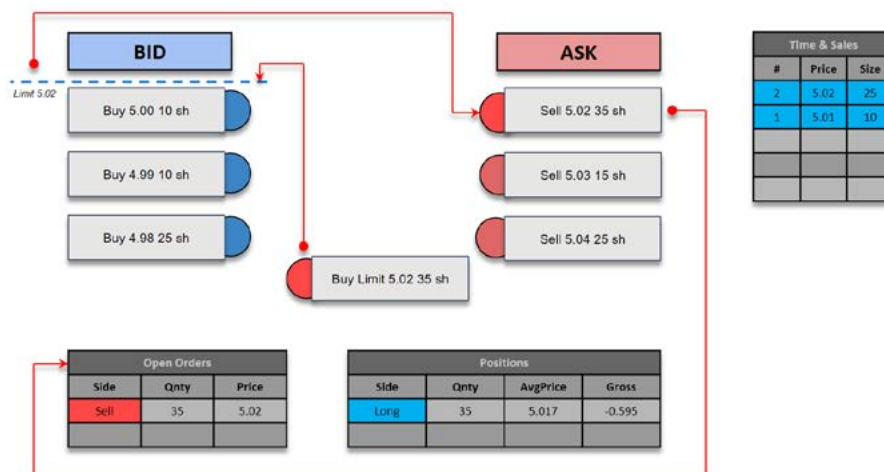 BID
ASK
Limit 5.02
Buy 5.00 10 sh
Buy 4.99 10 sh
Buy 4.98 25 sh
Sell 5.02 35 sh
Sell 5.03 15 sh
Sell 5.04 25 sh
Buy Limit 5.02 35 sh
Time & Sales
# Price Size
2 5.02 25
1 5.01 10
Open Orders
Side Qnty Price
Sell 35 5.02
Positions
Side Qnty AvgPrice Gross
Long 35 5.017 -0.595